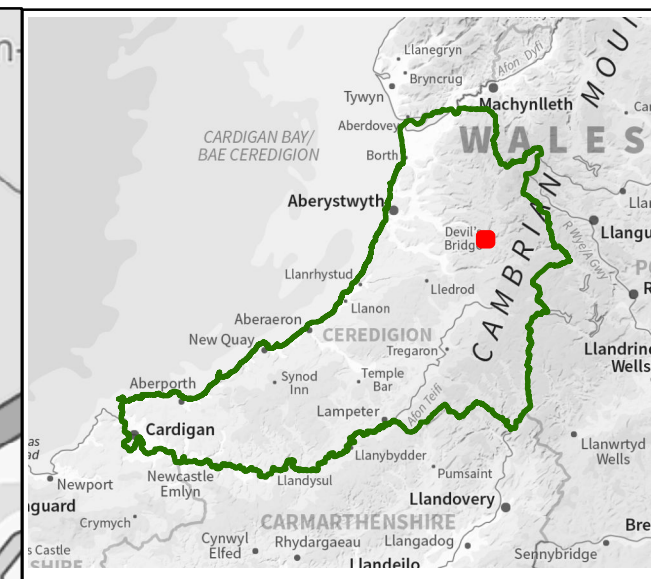 Llanegryn
Afon Dyfi
Bryncrug
Tywyn
Machynlleth
MOU
Aberdovey
WALES
CARDIGAN BAY/
BAE CEREDIGION
Borth
Aberystwyth
Devil'
Bridg
R Wye/A Gwy
Llangu
CAMBRIAN
Llanrhystud
Lledrod
Llanon
Aberaeron
CEREDIGION
New Quay
Tregaron
Llandrin
Wells
Aberporth
Synod
Inn
Temple
Bar
Afon Teifi
Lampeter
Cardigan
Llanwrtyd
Wells
Llanybydder
Newcastle
Emlyn
Llandysul
Pumsaint
Newport
guard
Llandovery
Crymych
CARMARTHENSHIRE
Bre
s Castle
Cynwyl
Elfed
Rhydargaeau
Llangadog
Sennybridge
SHIRE
Llandeilo